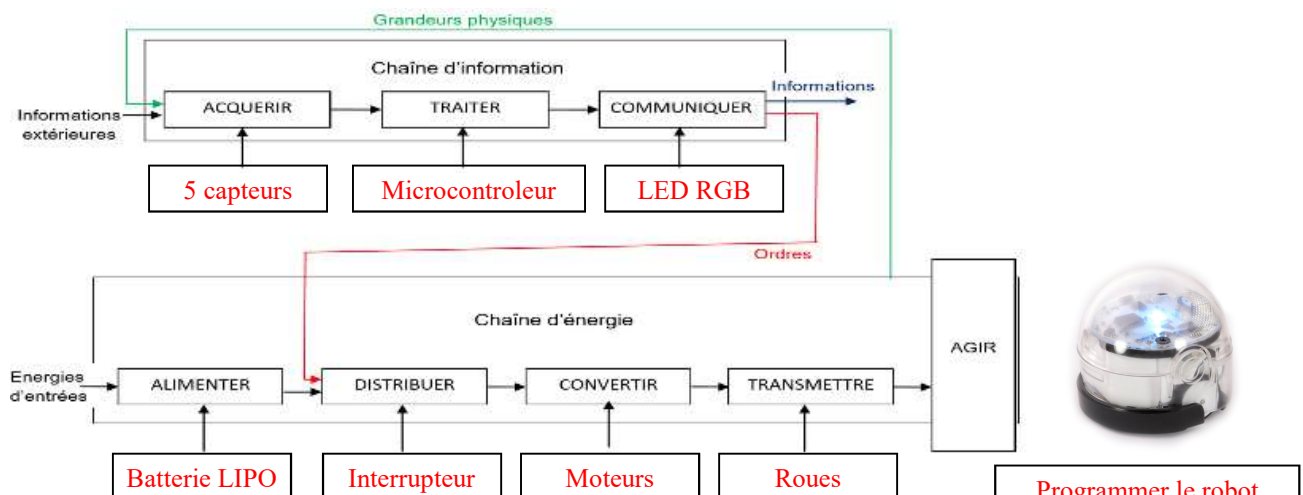 Grandeurs physiques
Chaîne d'information
Informations
ACQUERIR
TRAITER
COMMUNIQUER
Informations
extérieures
5 capteurs
Microcontroleur
LED RGB
Ordres
Chaîne d'énergie
AGIR
Energies
d'entrées
ALIMENTER
DISTRIBUER
CONVERTIR
TRANSMETTRE
Batterie LIPO
Interrupteur
Moteurs
Roues
Programmer le robot